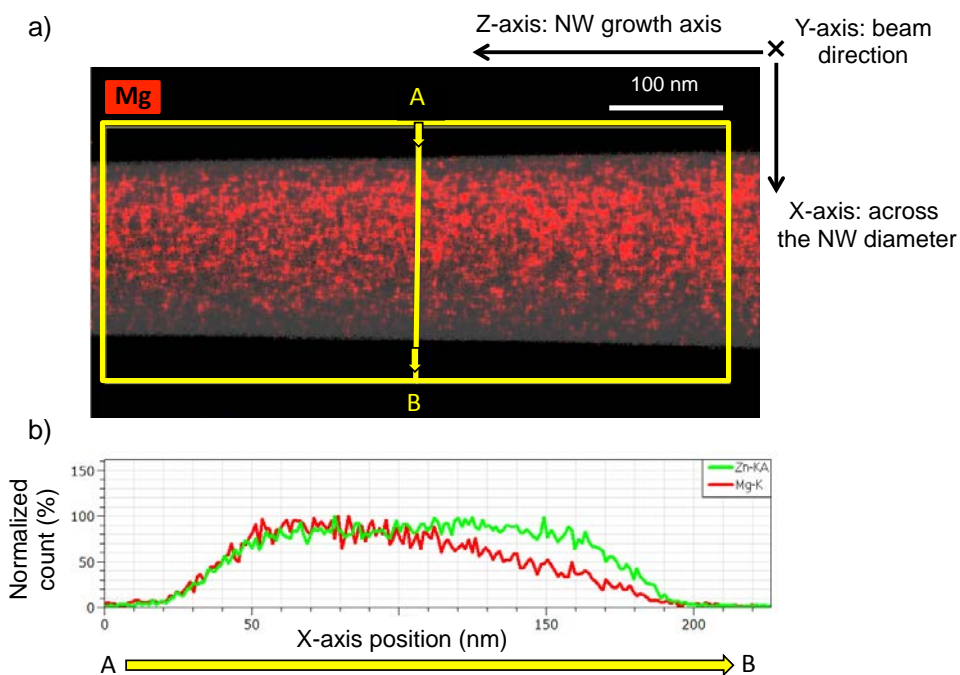 a)
Z-axis: NW growth axis
Y-axis: beam
direction
Mg
A
100 nm
X-axis: across
the NW diameter
B
b)
Normalized
count (%)
150
100
50
0
Zn-KA
Mg-K
0 50 100 150 200
X-axis position (nm)
A B